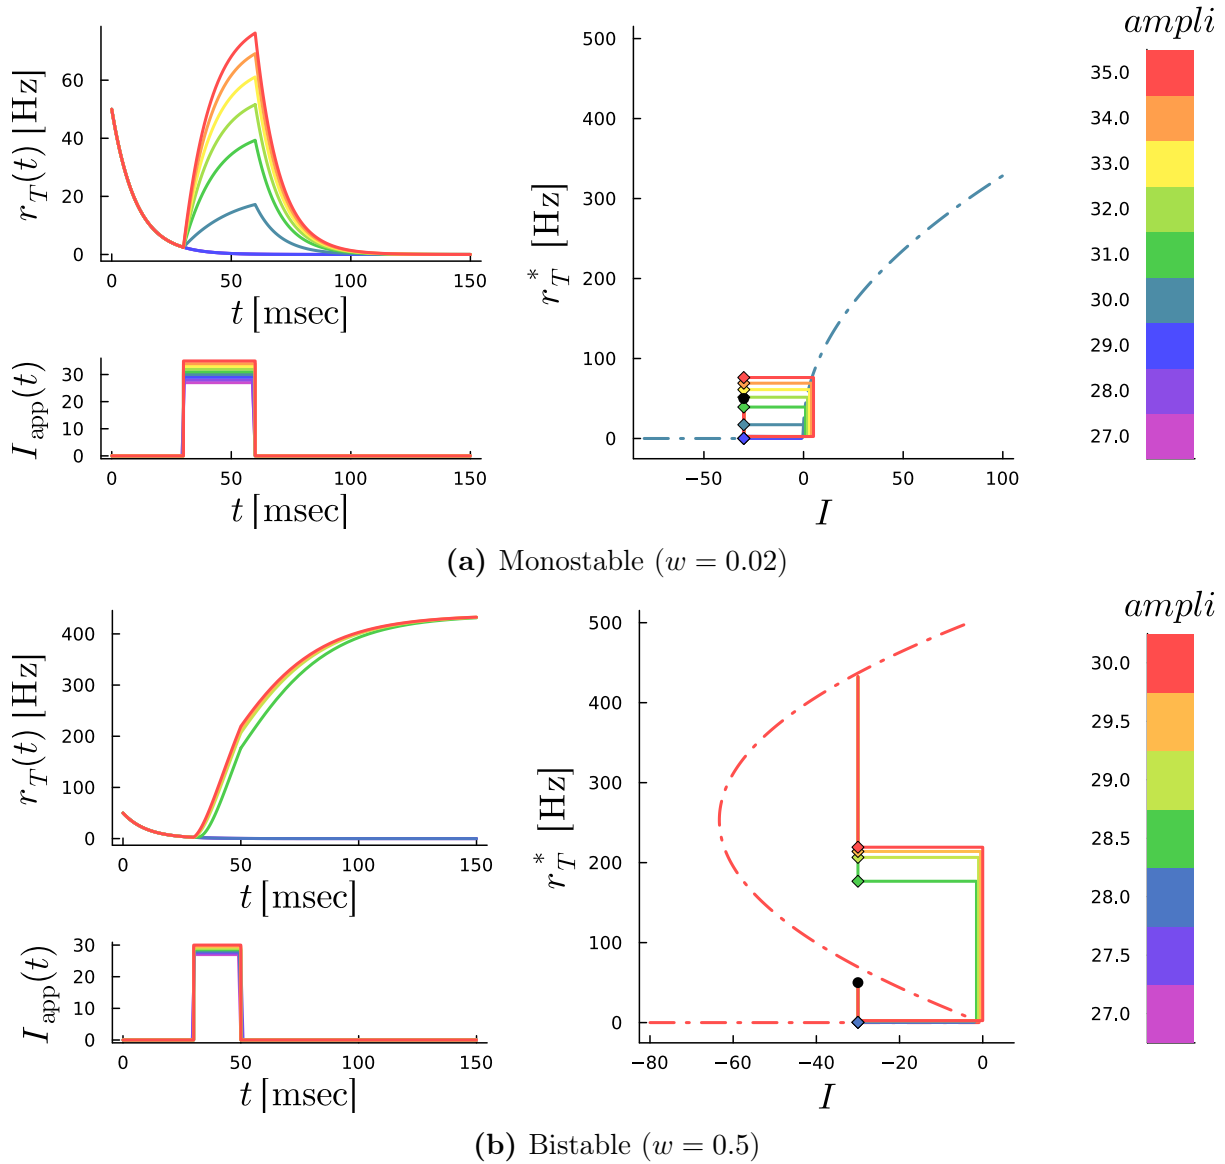 r_T(t) [Hz]
60
40
20
0
0 50 100 150
t [msec]
I_app(t)
30
20
10
0
0 50 100 150
t [msec]
r_T^* [Hz]
500
400
300
200
100
0
−50 0 50 100
I
ampli
35.0
34.0
33.0
32.0
31.0
30.0
29.0
28.0
27.0
(a) Monostable (w = 0.02)
r_T(t) [Hz]
400
300
200
100
0
0 50 100 150
t [msec]
I_app(t)
30
20
10
0
0 50 100 150
t [msec]
r_T^* [Hz]
500
400
300
200
100
0
−80 −60 −40 −20 0
I
ampli
30.0
29.5
29.0
28.5
28.0
27.5
27.0
(b) Bistable (w = 0.5)